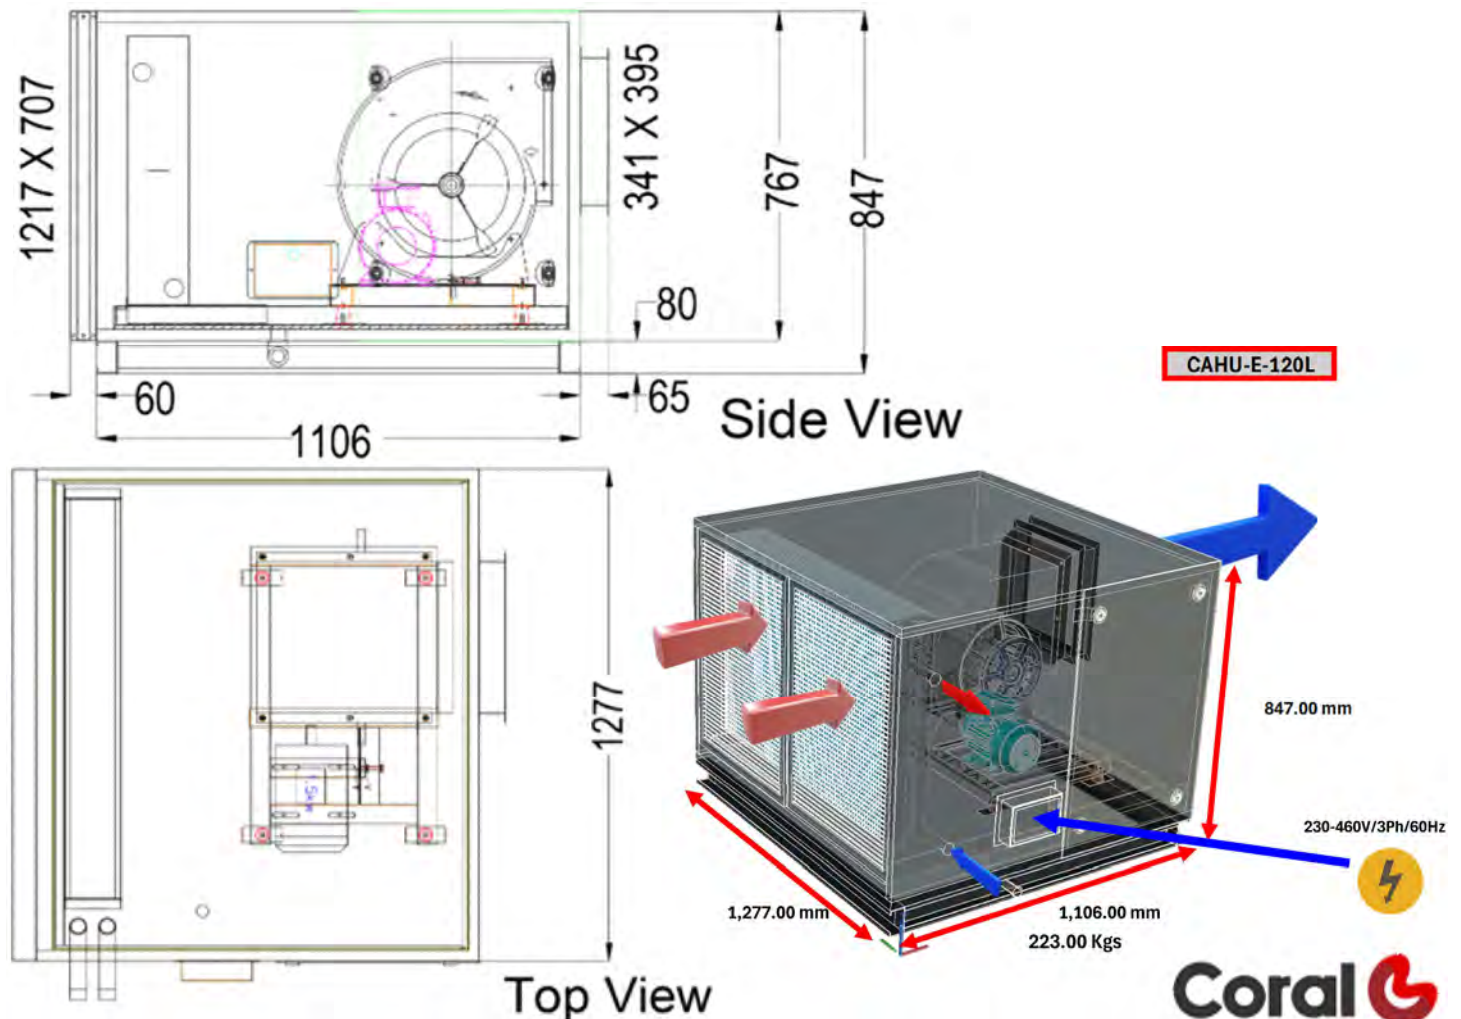 1217 X 707
341 X 395
767
847
80
60
65
1106
Side View
CAHU-E-120L
1277
Top View
847.00 mm
230-460V/3Ph/60Hz
1,277.00 mm
1,106.00 mm
223.00 Kgs
Coral